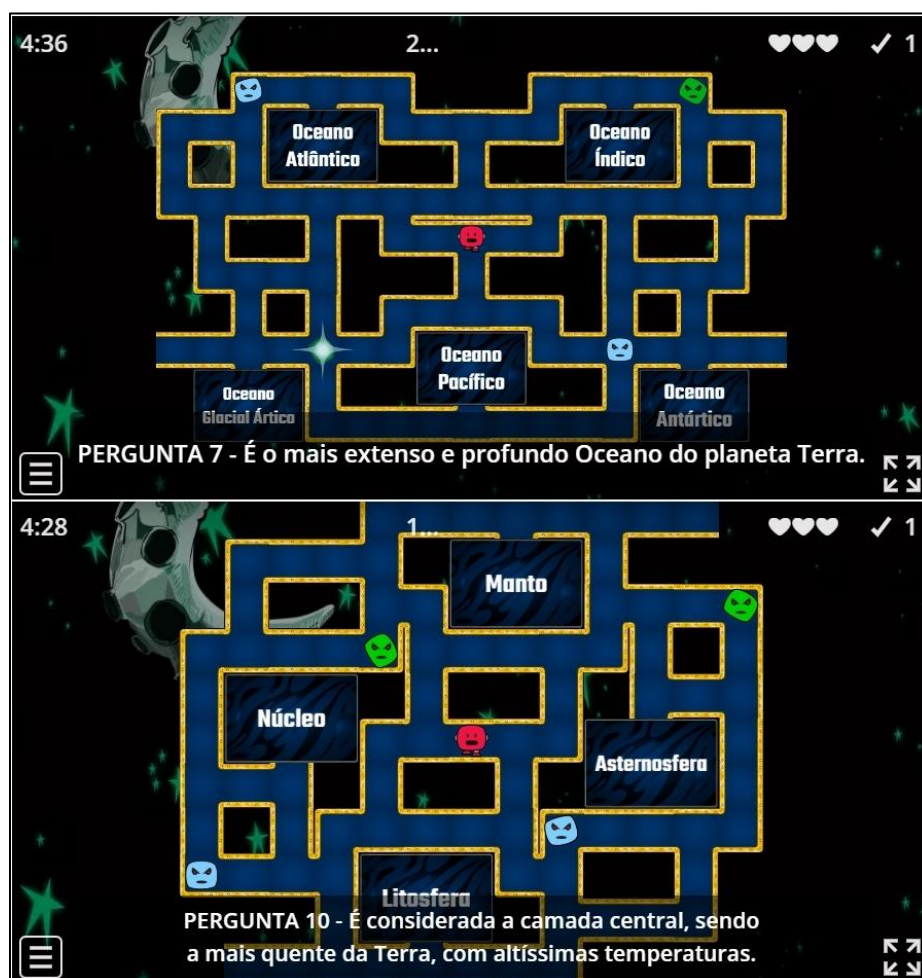 4:36
2...
1
Oceano
Atlântico
Oceano
Índico
Oceano
Pacífico
Oceano
Glacial Ártico
Oceano
Antártico
PERGUNTA 7 - É o mais extenso e profundo Oceano do planeta Terra.
4:28
1...
1
Manto
Núcleo
Asternosfera
Litosfera
PERGUNTA 10 - É considerada a camada central, sendo
a mais quente da Terra, com altíssimas temperaturas.